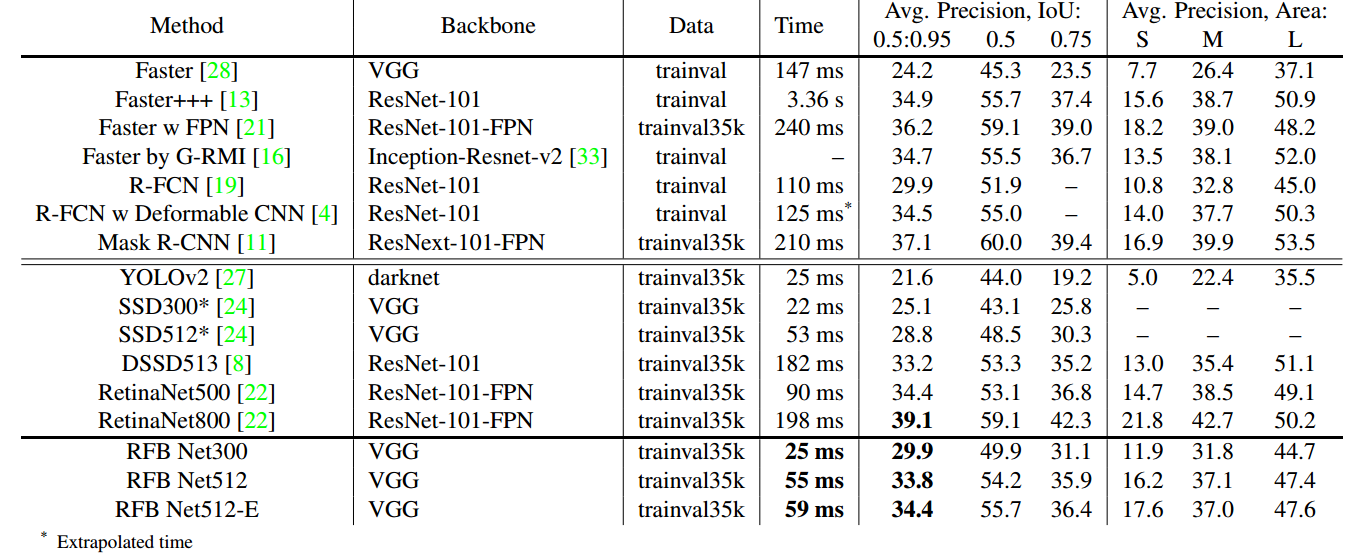 Method Backbone Data Time Avg. Precision, IoU: Avg. Precision, Area:
0.5:0.95 0.5 0.75 S M L
Faster [28] VGG trainval 147 ms 24.2 45.3 23.5 7.7 26.4 37.1
Faster+++ [13] ResNet-101 trainval 3.36 s 34.9 55.7 37.4 15.6 38.7 50.9
Faster w FPN [21] ResNet-101-FPN trainval35k 240 ms 36.2 59.1 39.0 18.2 39.0 48.2
Faster by G-RMI [16] Inception-Resnet-v2 [33] trainval – 34.7 55.5 36.7 13.5 38.1 52.0
R-FCN [19] ResNet-101 trainval 110 ms 29.9 51.9 – 10.8 32.8 45.0
R-FCN w Deformable CNN [4] ResNet-101 trainval 125 ms* 34.5 55.0 – 14.0 37.7 50.3
Mask R-CNN [11] ResNext-101-FPN trainval35k 210 ms 37.1 60.0 39.4 16.9 39.9 53.5
YOLOv2 [27] darknet trainval35k 25 ms 21.6 44.0 19.2 5.0 22.4 35.5
SSD300* [24] VGG trainval35k 22 ms 25.1 43.1 25.8 – – –
SSD512* [24] VGG trainval35k 53 ms 28.8 48.5 30.3 – – –
DSSD513 [8] ResNet-101 trainval35k 182 ms 33.2 53.3 35.2 13.0 35.4 51.1
RetinaNet500 [22] ResNet-101-FPN trainval35k 90 ms 34.4 53.1 36.8 14.7 38.5 49.1
RetinaNet800 [22] ResNet-101-FPN trainval35k 198 ms 39.1 59.1 42.3 21.8 42.7 50.2
RFB Net300 VGG trainval35k 25 ms 29.9 49.9 31.1 11.9 31.8 44.7
RFB Net512 VGG trainval35k 55 ms 33.8 54.2 35.9 16.2 37.1 47.4
RFB Net512-E VGG trainval35k 59 ms 34.4 55.7 36.4 17.6 37.0 47.6
* Extrapolated time